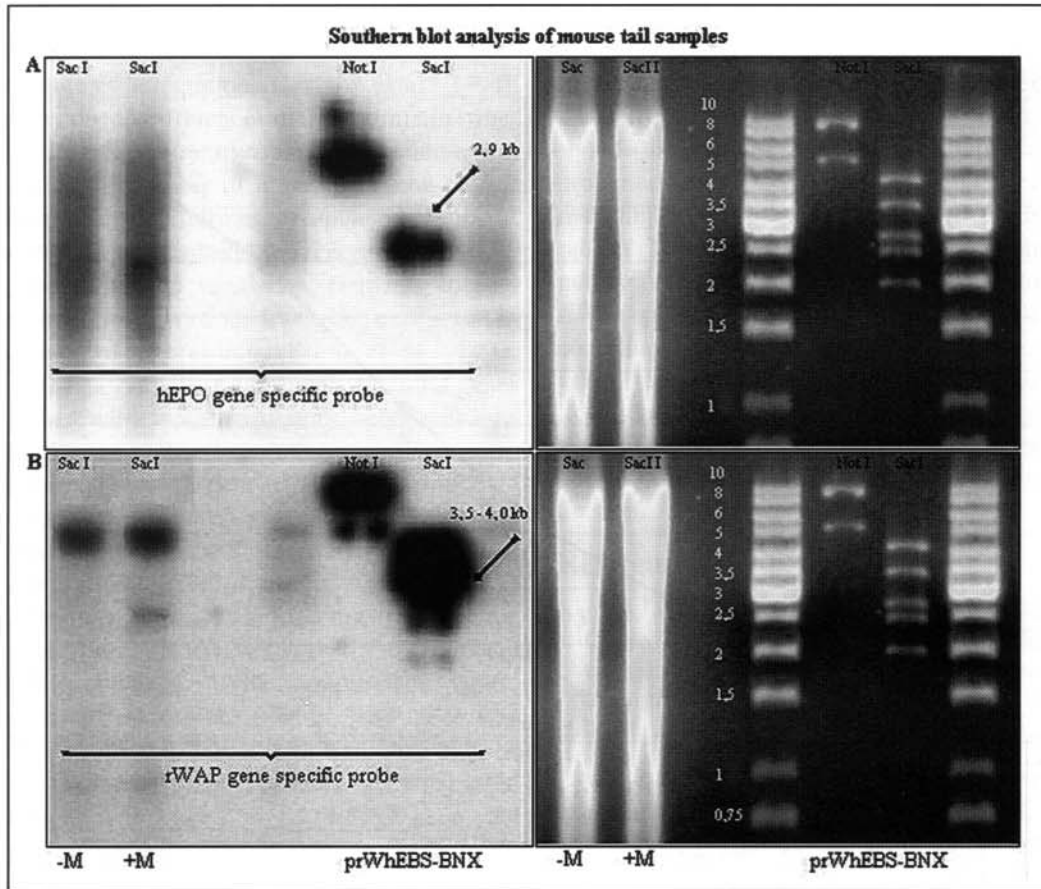 Southern blot analysis of mouse tail samples
A
Sac I SacI Not I SacI
2,9 kb
hEPO gene specific probe
Sac SacII Not I SacI
10
8
6
5
4
3,5
3
2,5
2
1,5
1
B
Sac I SacI Not I SacI
3,5-4,0 kb
rWAP gene specific probe
-M +M prWhEBS-BNX
Sac SacII Not I SacI
10
8
6
5
4
3,5
3
2,5
2
1,5
1
0,75
-M +M prWhEBS-BNX